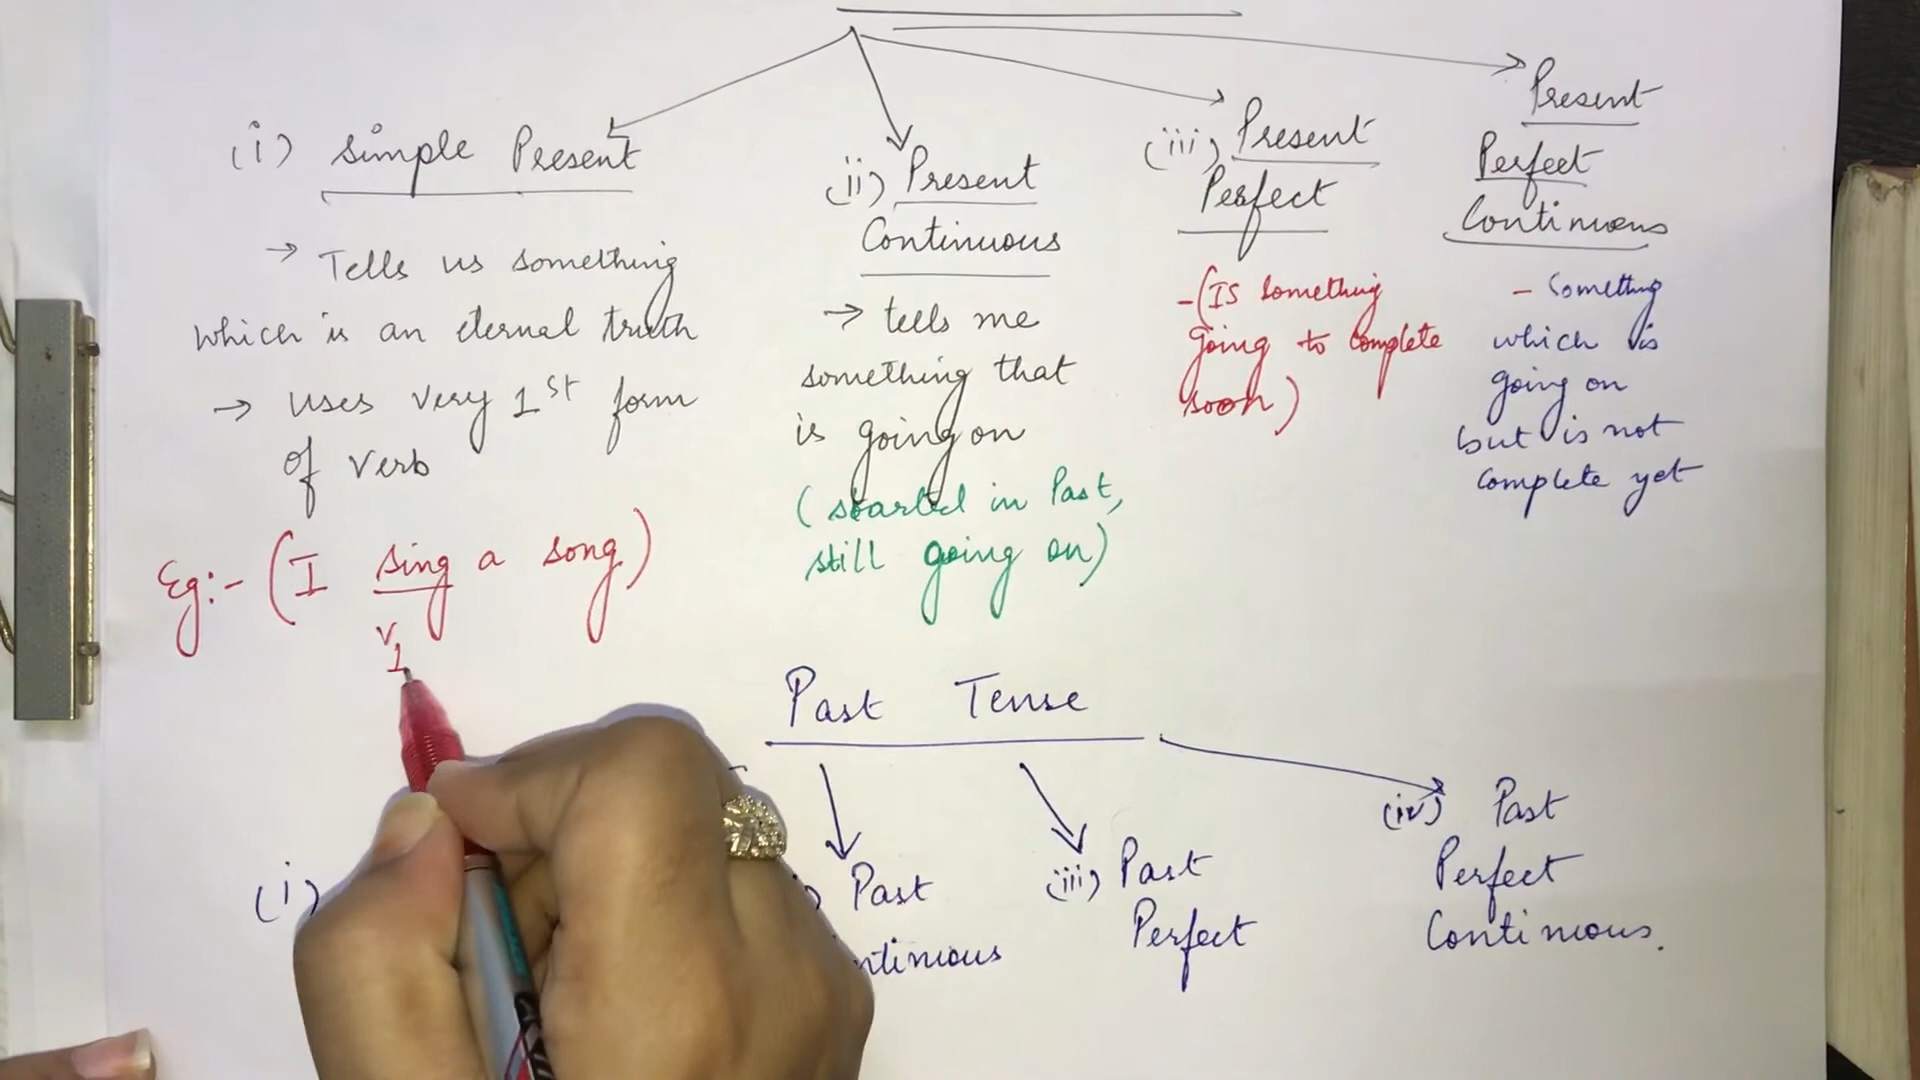 (i) Simple Present
→ Tells us something
which is an eternal truth
→ Uses very 1st form
of verb
Eg:- (I sing a song)
V1
(ii) Present
Continuous
→ tells me
something that
is going on
(started in Past,
still going on)
(iii) Present
Perfect
- (IS something
going to complete
soon)
Present
Perfect
Continuous
- Something
which is
going on
but is not
complete yet
Past Tense
(i)
Past
ntinuous
(iii) Past
Perfect
(iv) Past
Perfect
Continuous.